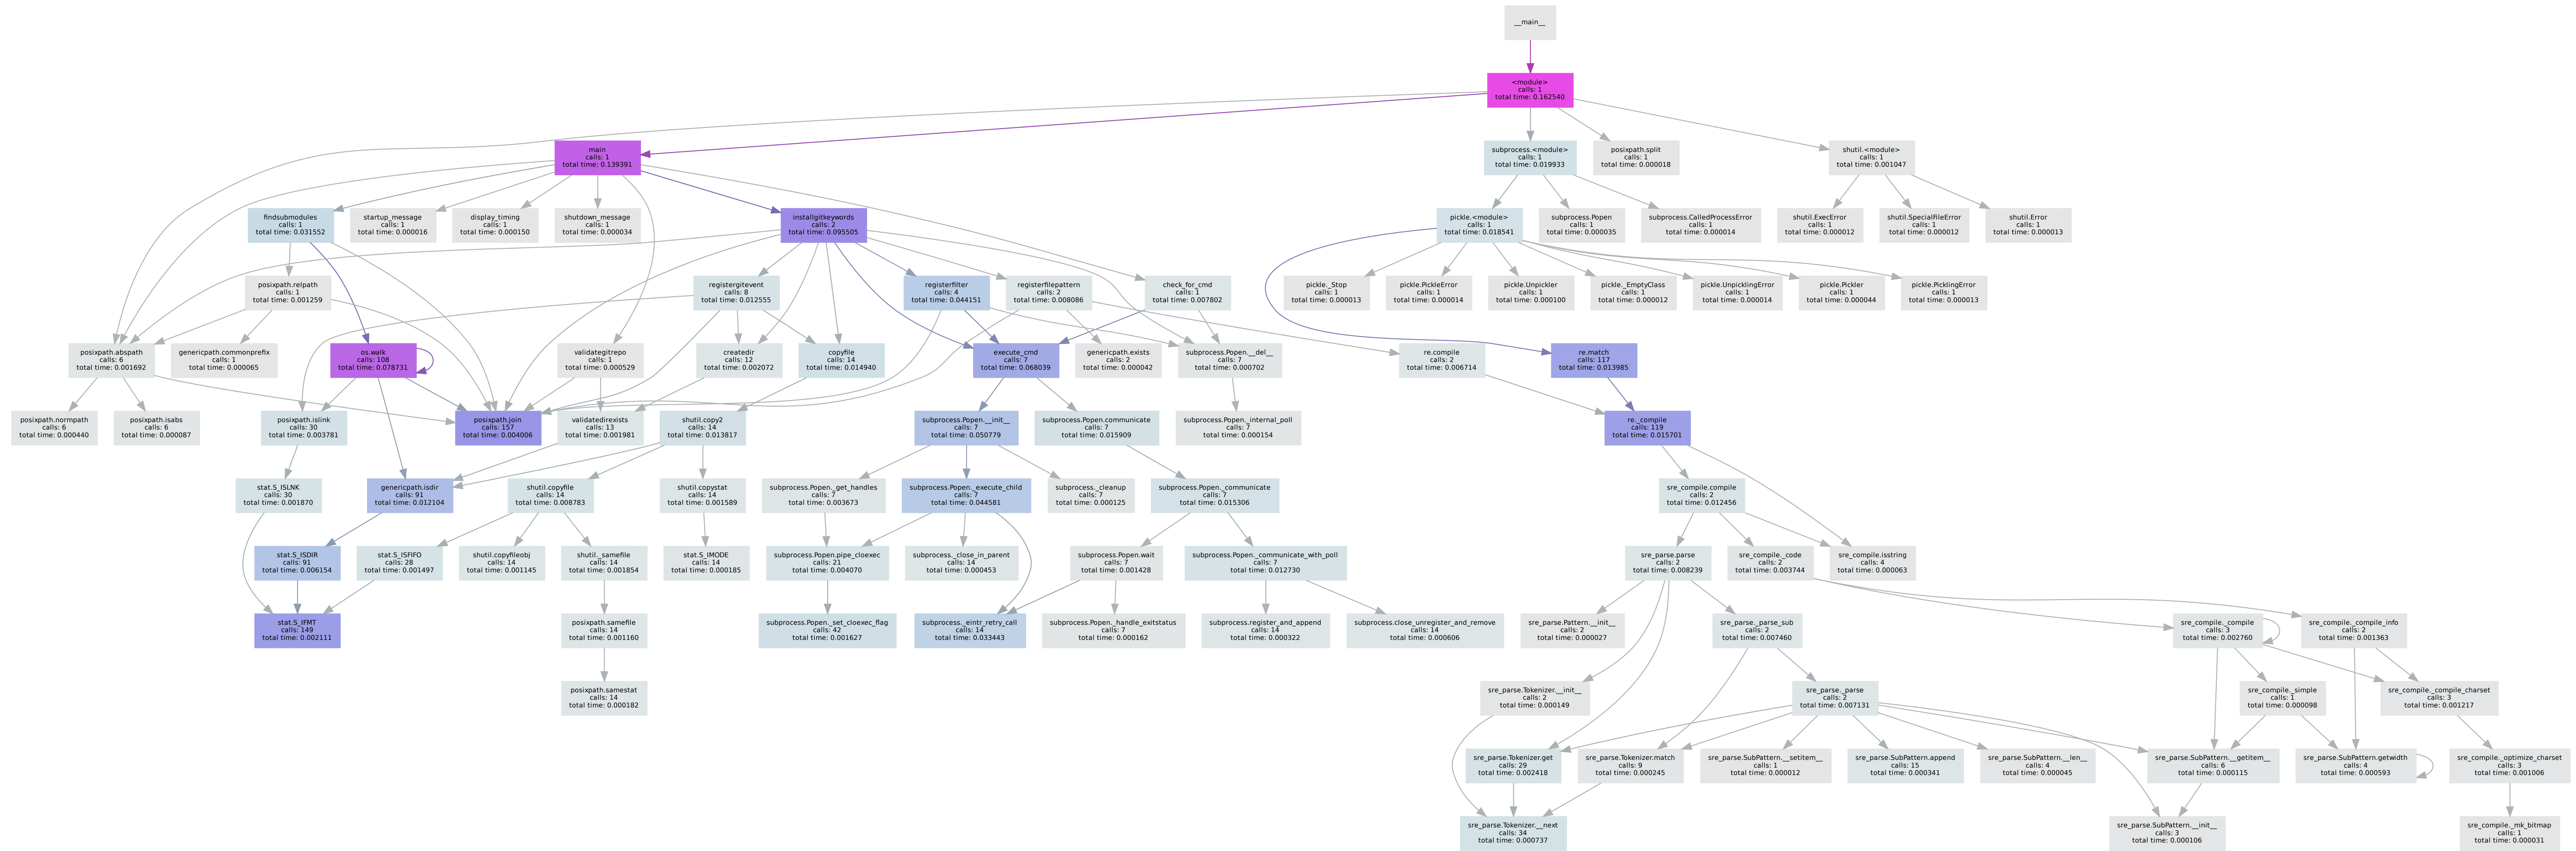 __main__
<module>
calls: 1
total time: 0.162540
main
calls: 1
total time: 0.139391
subprocess.<module>
calls: 1
total time: 0.019933
posixpath.split
calls: 1
total time: 0.000018
shutil.<module>
calls: 1
total time: 0.001047
findsubmodules
calls: 1
total time: 0.031552
startup_message
calls: 1
total time: 0.000016
display_timing
calls: 1
total time: 0.000150
shutdown_message
calls: 1
total time: 0.000034
installgitkeywords
calls: 2
total time: 0.095505
pickle.<module>
calls: 1
total time: 0.018541
subprocess.Popen
calls: 1
total time: 0.000035
subprocess.CalledProcessError
calls: 1
total time: 0.000014
shutil.ExecError
calls: 1
total time: 0.000012
shutil.SpecialFileError
calls: 1
total time: 0.000012
shutil.Error
calls: 1
total time: 0.000013
posixpath.relpath
calls: 1
total time: 0.001259
registergitevent
calls: 8
total time: 0.012555
registerfilter
calls: 4
total time: 0.044151
registerfilepattern
calls: 2
total time: 0.008086
check_for_cmd
calls: 1
total time: 0.007802
pickle._Stop
calls: 1
total time: 0.000013
pickle.PickleError
calls: 1
total time: 0.000014
pickle.Unpickler
calls: 1
total time: 0.000100
pickle._EmptyClass
calls: 1
total time: 0.000012
pickle.UnpicklingError
calls: 1
total time: 0.000014
pickle.Pickler
calls: 1
total time: 0.000044
pickle.PicklingError
calls: 1
total time: 0.000013
posixpath.abspath
calls: 6
total time: 0.001692
genericpath.commonprefix
calls: 1
total time: 0.000065
os.walk
calls: 108
total time: 0.078731
validategitrepo
calls: 1
total time: 0.000529
createdir
calls: 12
total time: 0.002072
copyfile
calls: 14
total time: 0.014940
execute_cmd
calls: 7
total time: 0.068039
genericpath.exists
calls: 2
total time: 0.000042
subprocess.Popen.__del__
calls: 7
total time: 0.000702
re.compile
calls: 2
total time: 0.006714
re.match
calls: 117
total time: 0.013985
posixpath.normpath
calls: 6
total time: 0.000440
posixpath.isabs
calls: 6
total time: 0.000087
posixpath.islink
calls: 30
total time: 0.003781
posixpath.join
calls: 157
total time: 0.004006
validatedirexists
calls: 13
total time: 0.001981
shutil.copy2
calls: 14
total time: 0.013817
subprocess.Popen.__init__
calls: 7
total time: 0.050779
subprocess.Popen.communicate
calls: 7
total time: 0.015909
subprocess.Popen._internal_poll
calls: 7
total time: 0.000154
re._compile
calls: 119
total time: 0.015701
stat.S_ISLNK
calls: 30
total time: 0.001870
genericpath.isdir
calls: 91
total time: 0.012104
shutil.copyfile
calls: 14
total time: 0.008783
shutil.copystat
calls: 14
total time: 0.001589
subprocess.Popen._get_handles
calls: 7
total time: 0.003673
subprocess.Popen._execute_child
calls: 7
total time: 0.044581
subprocess._cleanup
calls: 7
total time: 0.000125
subprocess.Popen._communicate
calls: 7
total time: 0.015306
sre_compile.compile
calls: 2
total time: 0.012456
stat.S_ISDIR
calls: 91
total time: 0.006154
stat.S_ISFIFO
calls: 28
total time: 0.001497
shutil.copyfileobj
calls: 14
total time: 0.001145
shutil._samefile
calls: 14
total time: 0.001854
stat.S_IMODE
calls: 14
total time: 0.000185
subprocess.Popen.pipe_cloexec
calls: 21
total time: 0.004070
subprocess._close_in_parent
calls: 14
total time: 0.000453
subprocess.Popen.wait
calls: 7
total time: 0.001428
subprocess.Popen._communicate_with_poll
calls: 7
total time: 0.012730
sre_parse.parse
calls: 2
total time: 0.008239
sre_compile._code
calls: 2
total time: 0.003744
sre_compile.isstring
calls: 4
total time: 0.000063
stat.S_IFMT
calls: 149
total time: 0.002111
posixpath.samefile
calls: 14
total time: 0.001160
subprocess.Popen._set_cloexec_flag
calls: 42
total time: 0.001627
subprocess._eintr_retry_call
calls: 14
total time: 0.033443
subprocess.Popen._handle_exitstatus
calls: 7
total time: 0.000162
subprocess.register_and_append
calls: 14
total time: 0.000322
subprocess.close_unregister_and_remove
calls: 14
total time: 0.000606
sre_parse.Pattern.__init__
calls: 2
total time: 0.000027
sre_parse._parse_sub
calls: 2
total time: 0.007460
sre_compile._compile
calls: 3
total time: 0.002760
sre_compile._compile_info
calls: 2
total time: 0.001363
posixpath.samestat
calls: 14
total time: 0.000182
sre_parse.Tokenizer.__init__
calls: 2
total time: 0.000149
sre_parse._parse
calls: 2
total time: 0.007131
sre_compile._simple
calls: 1
total time: 0.000098
sre_compile._compile_charset
calls: 3
total time: 0.001217
sre_parse.Tokenizer.get
calls: 29
total time: 0.002418
sre_parse.Tokenizer.match
calls: 9
total time: 0.000245
sre_parse.SubPattern.__setitem__
calls: 1
total time: 0.000012
sre_parse.SubPattern.append
calls: 15
total time: 0.000341
sre_parse.SubPattern.__len__
calls: 4
total time: 0.000045
sre_parse.SubPattern.__getitem__
calls: 6
total time: 0.000115
sre_parse.SubPattern.getwidth
calls: 4
total time: 0.000593
sre_compile._optimize_charset
calls: 3
total time: 0.001006
sre_parse.Tokenizer.__next
calls: 34
total time: 0.000737
sre_parse.SubPattern.__init__
calls: 3
total time: 0.000106
sre_compile._mk_bitmap
calls: 1
total time: 0.000031